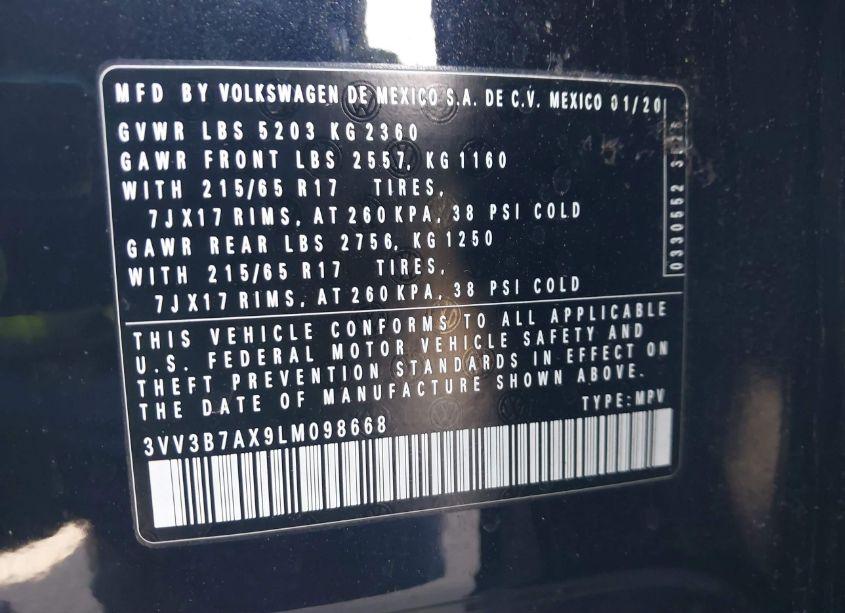 MFD BY VOLKSWAGEN DE MEXICO S.A. DE C.V. MEXICO 01/20
GVWR LBS 5203 KG 2360
GAWR FRONT LBS 2557, KG 1160
WITH 215/65 R17 TIRES,
7JX17 RIMS, AT 260 KPA, 38 PSI COLD
GAWR REAR LBS 2756, KG 1250
WITH 215/65 R17 TIRES,
7JX17 RIMS, AT 260 KPA, 38 PSI COLD
THIS VEHICLE CONFORMS TO ALL APPLICABLE
U.S. FEDERAL MOTOR VEHICLE SAFETY AND
THEFT PREVENTION STANDARDS IN EFFECT ON
THE DATE OF MANUFACTURE SHOWN ABOVE.
TYPE:MPV
3VV3B7AX9LM098668
0330552